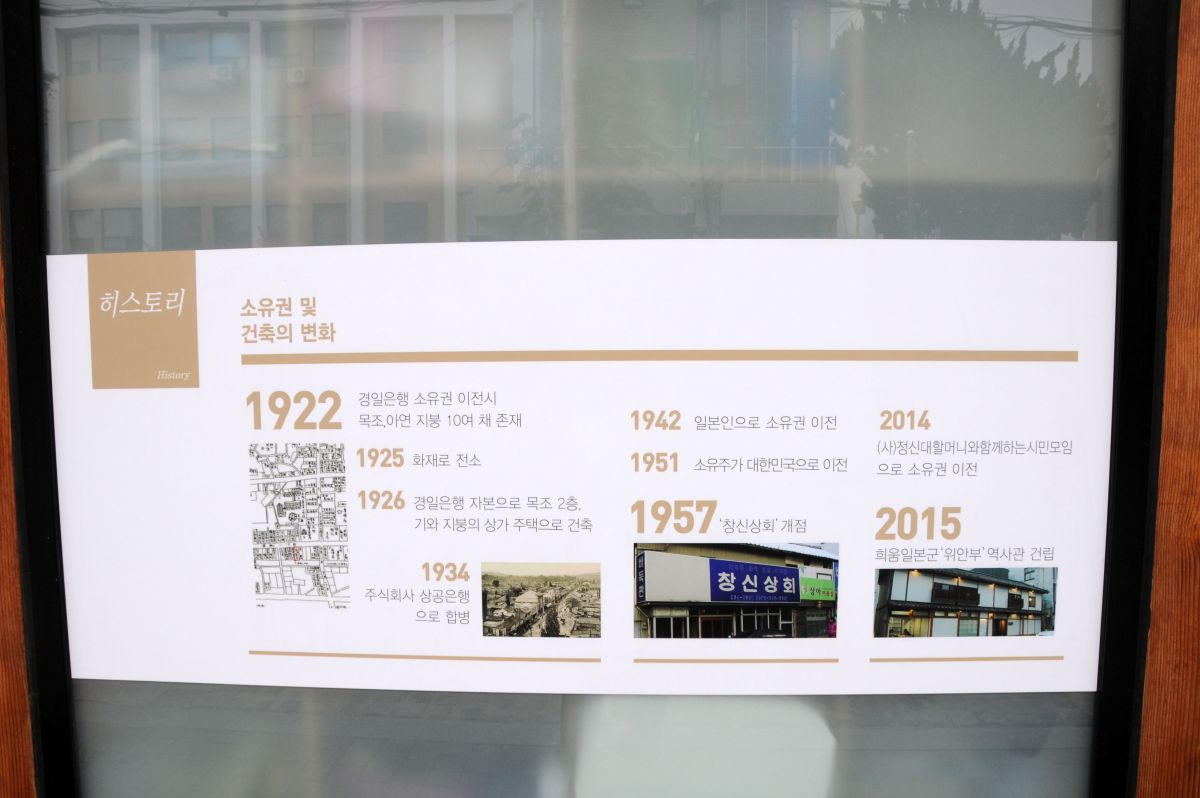 히스토리
History
소유권 및
건축의 변화
1922
경일은행 소유권 이전시
목조,아연 지붕 10여 채 존재
1925 화재로 전소
1926 경일은행 자본으로 목조 2층,
기와 지붕의 상가 주택으로 건축
1934
주식회사 상공은행
으로 합병
1942 일본인으로 소유권 이전
1951 소유주가 대한민국으로 이전
1957 '창신상회' 개점
창신상회
2014
(사)정신대할머니와함께하는시민모임
으로 소유권 이전
2015
희움일본군'위안부'역사관 건립